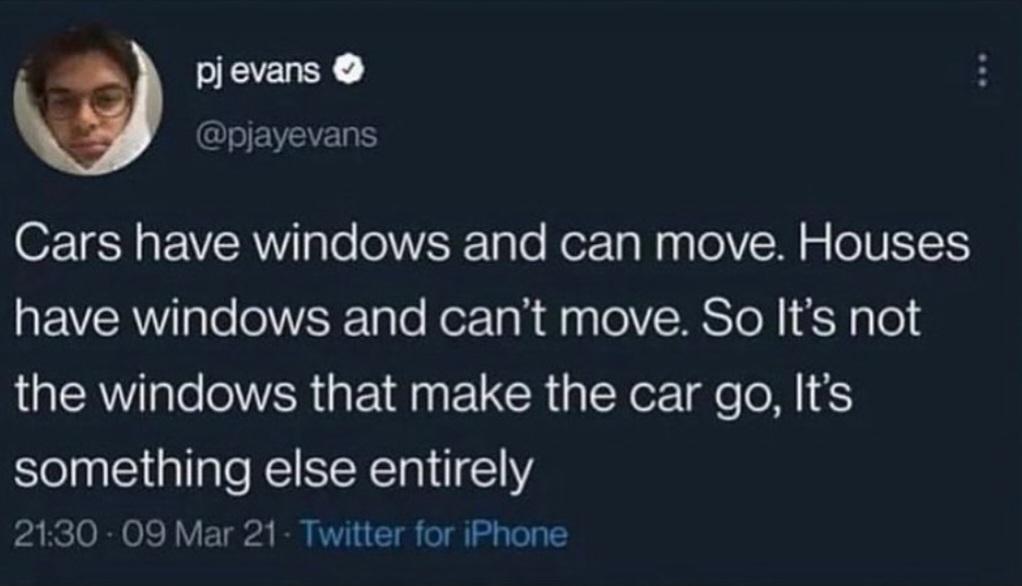 pj evans
@pjayevans
Cars have windows and can move. Houses
have windows and can't move. So It's not
the windows that make the car go, It's
something else entirely
21:30 · 09 Mar 21 · Twitter for iPhone